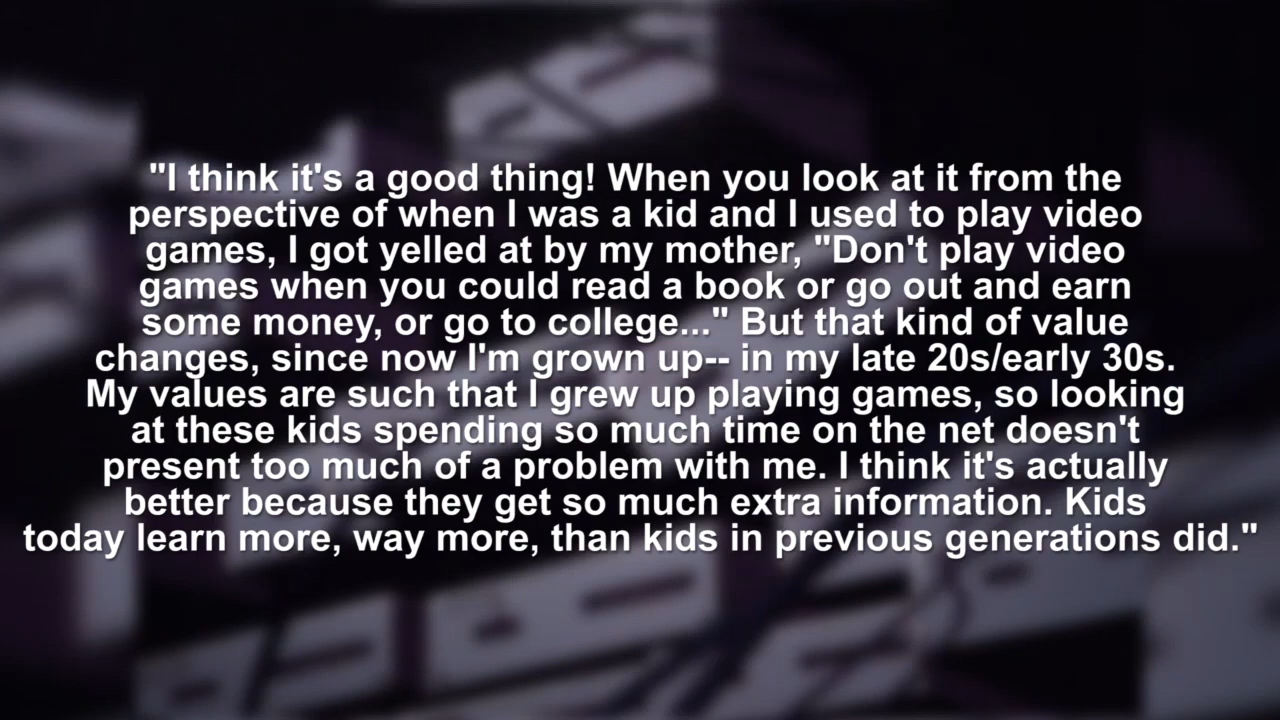 "I think it's a good thing! When you look at it from the
perspective of when I was a kid and I used to play video
games, I got yelled at by my mother, "Don't play video
games when you could read a book or go out and earn
some money, or go to college..." But that kind of value
changes, since now I'm grown up-- in my late 20s/early 30s.
My values are such that I grew up playing games, so looking
at these kids spending so much time on the net doesn't
present too much of a problem with me. I think it's actually
better because they get so much extra information. Kids
today learn more, way more, than kids in previous generations did."